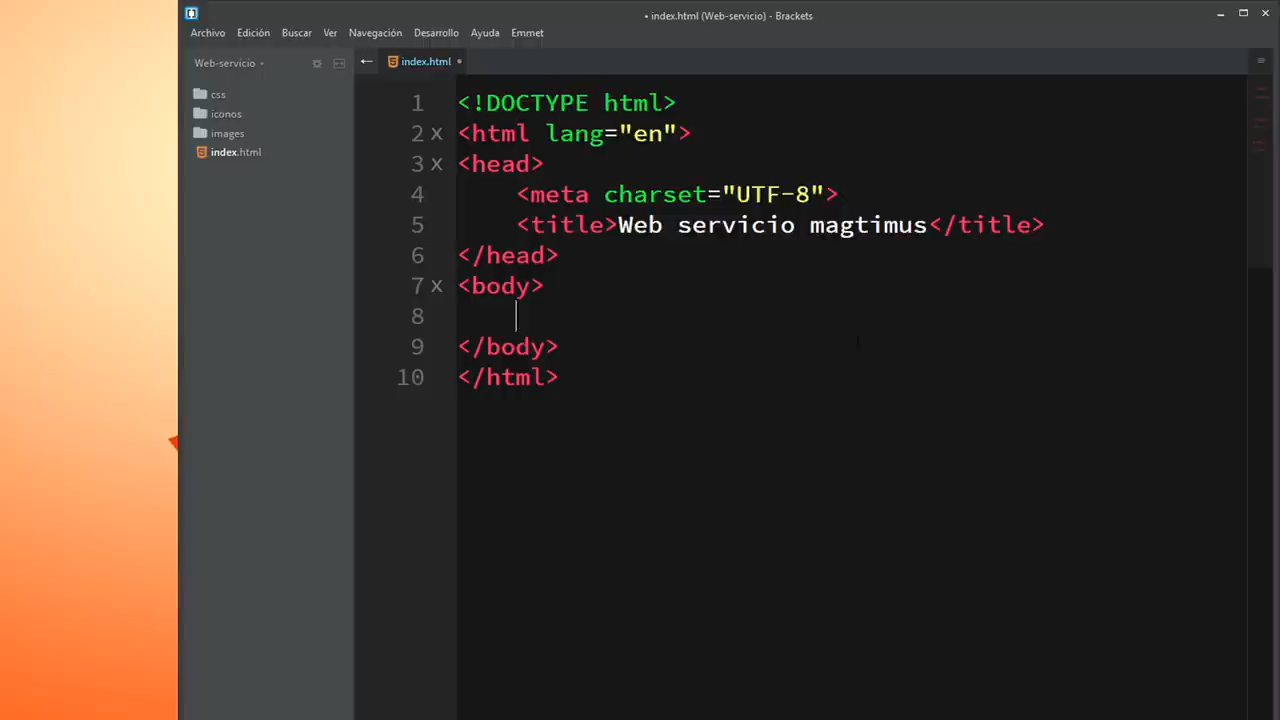 • index.html (Web-servicio) - Brackets
Archivo Edición Buscar Ver Navegación Desarrollo Ayuda Emmet
Web-servicio
index.html •
css
iconos
images
index.html
1 <!DOCTYPE html>
2 x <html lang="en">
3 x <head>
4 <meta charset="UTF-8">
5 <title>Web servicio magtimus</title>
6 </head>
7 x <body>
8
9 </body>
10 </html>